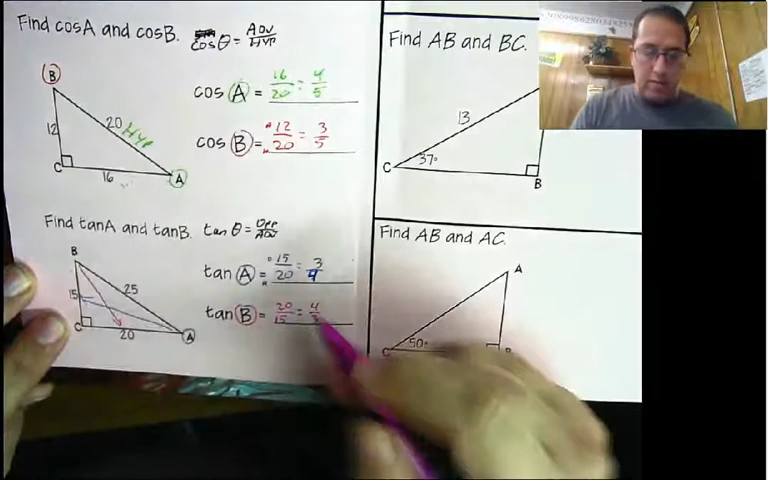 Find cosA and cosB.
cosθ = ADJ/HYP
B
20 HYP
12
C
16
A
cos A = 16/20 = 4/5
cos B = 12/20 = 3/5
Find tanA and tanB.
tanθ = OPP/ADJ
B
25
15
C
20
A
tan A = 15/20 = 3/4
tan B = 20/15 = 4/3
Find AB and BC.
13
C
37°
B
Find AB and AC.
A
C
50°